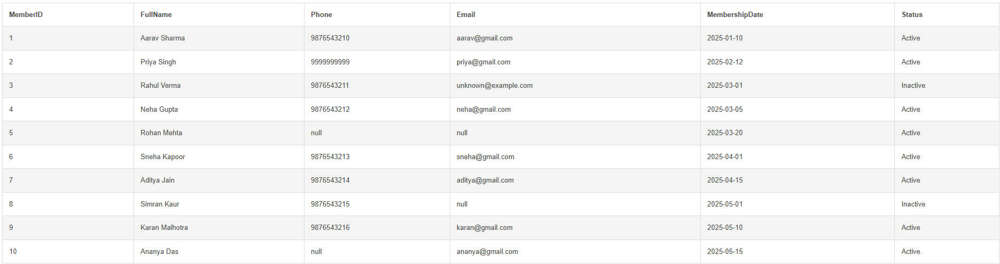 MemberID FullName Phone Email MembershipDate Status
1 Aarav Sharma 9876543210 aarav@gmail.com 2025-01-10 Active
2 Priya Singh 9999999999 priya@gmail.com 2025-02-12 Active
3 Rahul Verma 9876543211 unknown@example.com 2025-03-01 Inactive
4 Neha Gupta 9876543212 neha@gmail.com 2025-03-05 Active
5 Rohan Mehta null null 2025-03-20 Active
6 Sneha Kapoor 9876543213 sneha@gmail.com 2025-04-01 Active
7 Aditya Jain 9876543214 aditya@gmail.com 2025-04-15 Active
8 Simran Kaur 9876543215 null 2025-05-01 Inactive
9 Karan Malhotra 9876543216 karan@gmail.com 2025-05-10 Active
10 Ananya Das null ananya@gmail.com 2025-05-15 Active